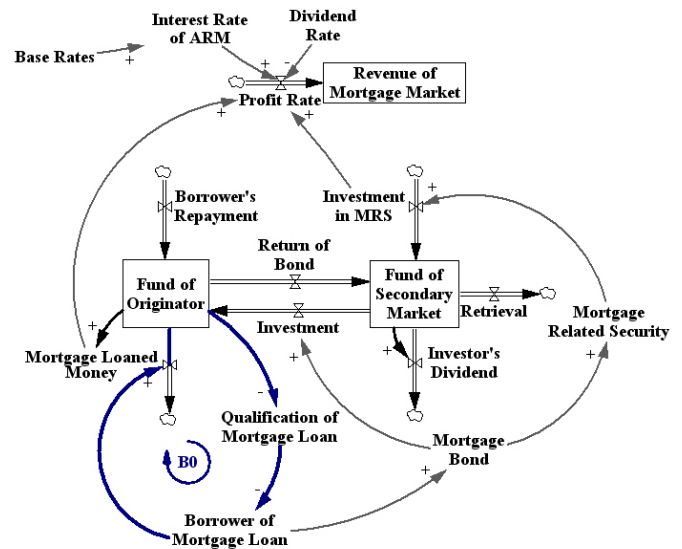 Interest Rate
of ARM
Dividend
Rate
Base Rates
+
+
-
Revenue of
Mortgage Market
Profit Rate
+
+
Borrower's
Repayment
Investment
in MRS
+
Return of
Bond
Fund of
Originator
Fund of
Secondary
Market
Retrieval
Investment
Mortgage
Related Security
+
Mortgage Loaned
Money
+
+
+
Investor's
Dividend
+
-
Qualification of
Mortgage Loan
B0
Mortgage
Bond
+
-
Borrower of
Mortgage Loan